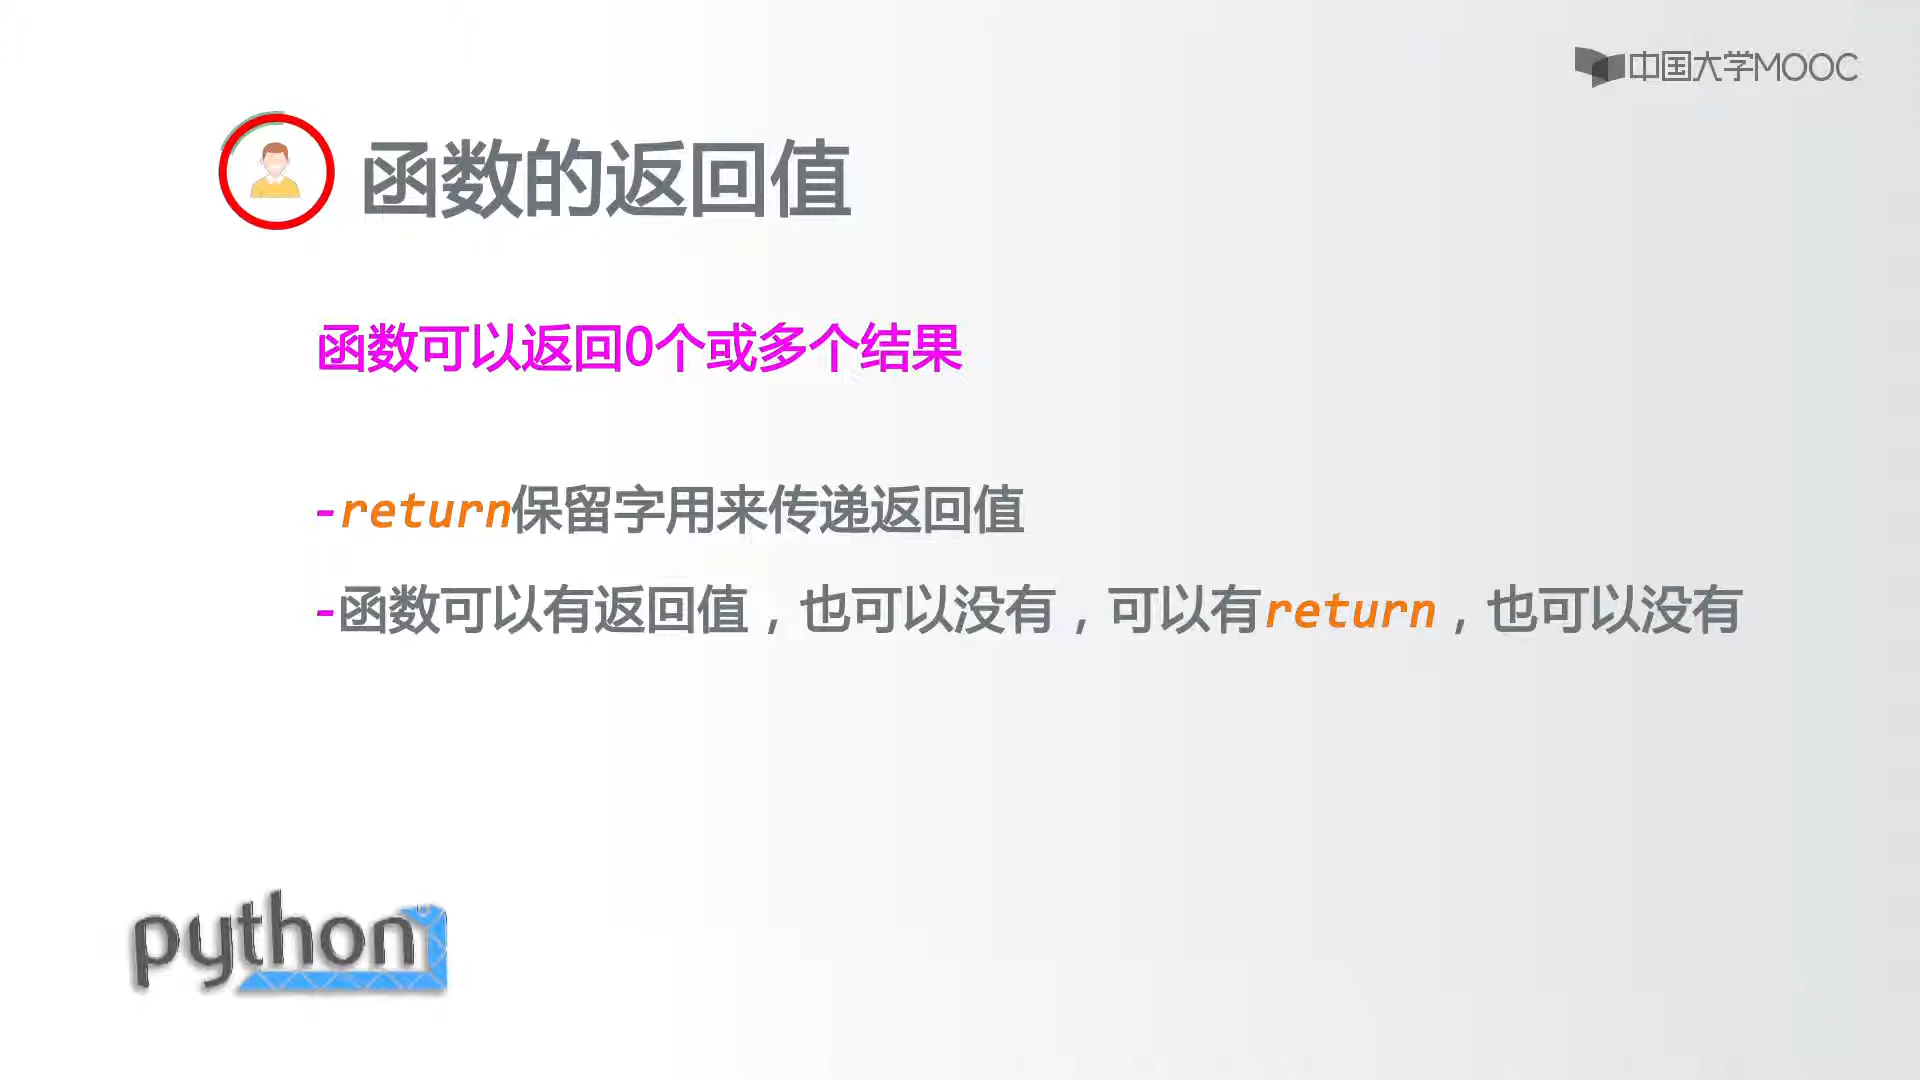 中国大学MOOC
函数的返回值
函数可以返回0个或多个结果
-return保留字用来传递返回值
-函数可以有返回值，也可以没有，可以有return，也可以没有
python